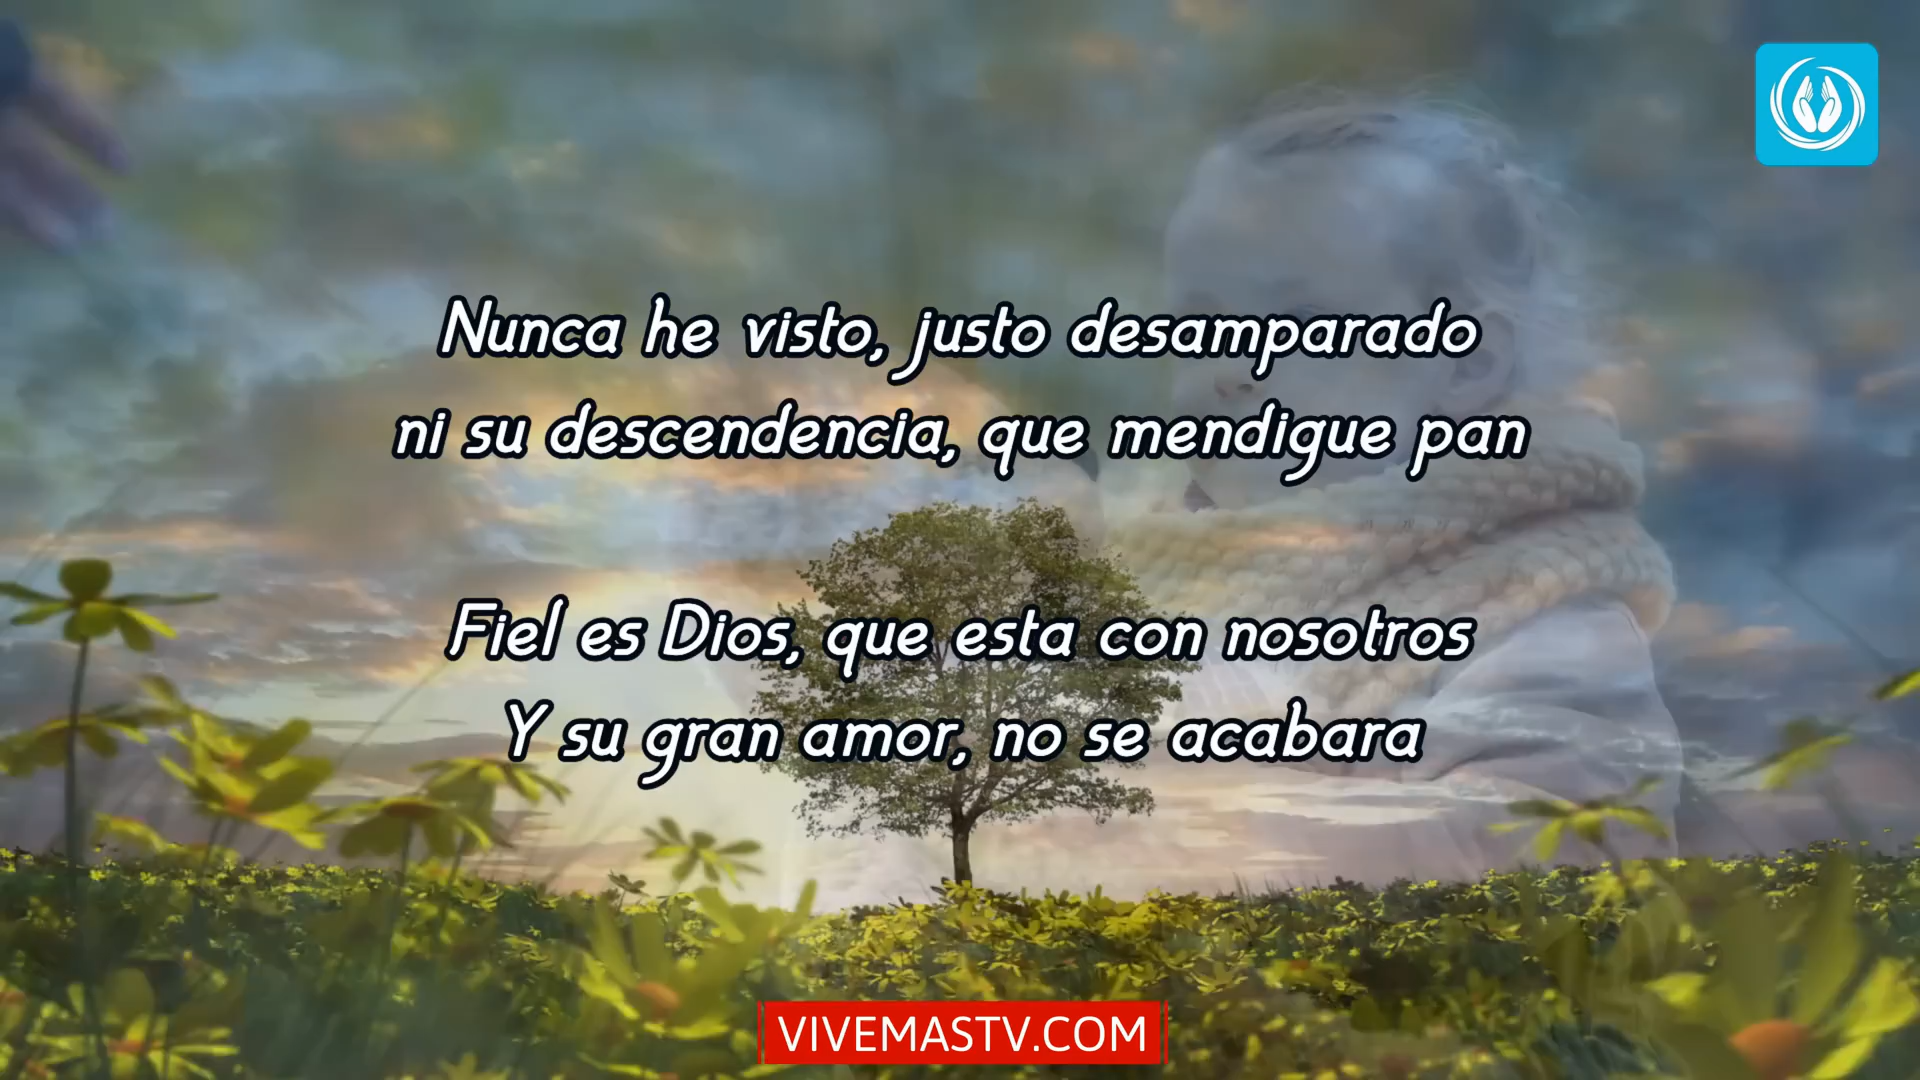 Nunca he visto, justo desamparado
ni su descendencia, que mendigue pan
Fiel es Dios, que esta con nosotros
Y su gran amor, no se acabara
VIVEMASTV.COM